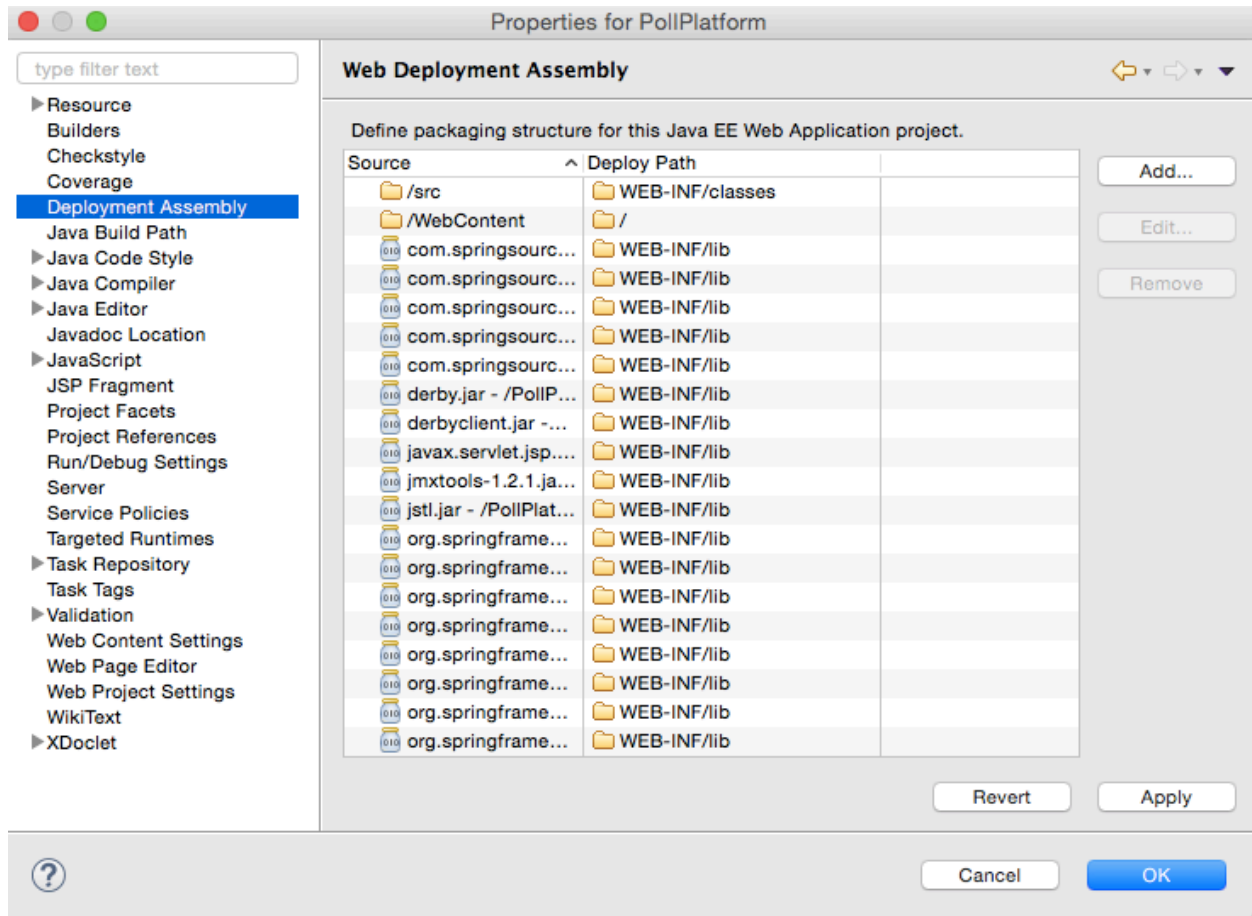 Properties for PollPlatform
type filter text
Resource
Builders
Checkstyle
Coverage
Deployment Assembly
Java Build Path
Java Code Style
Java Compiler
Java Editor
Javadoc Location
JavaScript
JSP Fragment
Project Facets
Project References
Run/Debug Settings
Server
Service Policies
Targeted Runtimes
Task Repository
Task Tags
Validation
Web Content Settings
Web Page Editor
Web Project Settings
WikiText
XDoclet
Web Deployment Assembly
Define packaging structure for this Java EE Web Application project.
Source Deploy Path
/src WEB-INF/classes
/WebContent /
com.springsourc... WEB-INF/lib
com.springsourc... WEB-INF/lib
com.springsourc... WEB-INF/lib
com.springsourc... WEB-INF/lib
com.springsourc... WEB-INF/lib
derby.jar - /PollP... WEB-INF/lib
derbyclient.jar -... WEB-INF/lib
javax.servlet.jsp.... WEB-INF/lib
jmxtools-1.2.1.ja... WEB-INF/lib
jstl.jar - /PollPlat... WEB-INF/lib
org.springframe... WEB-INF/lib
org.springframe... WEB-INF/lib
org.springframe... WEB-INF/lib
org.springframe... WEB-INF/lib
org.springframe... WEB-INF/lib
org.springframe... WEB-INF/lib
org.springframe... WEB-INF/lib
org.springframe... WEB-INF/lib
Add...
Edit...
Remove
Revert Apply
? Cancel OK